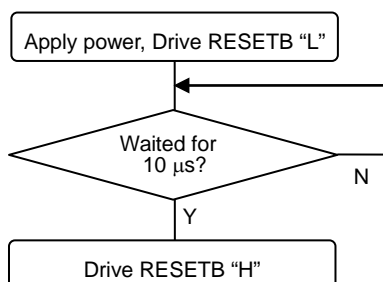 Apply power, Drive RESETB “L”
Waited for
10 μs?
N
Y
Drive RESETB “H”